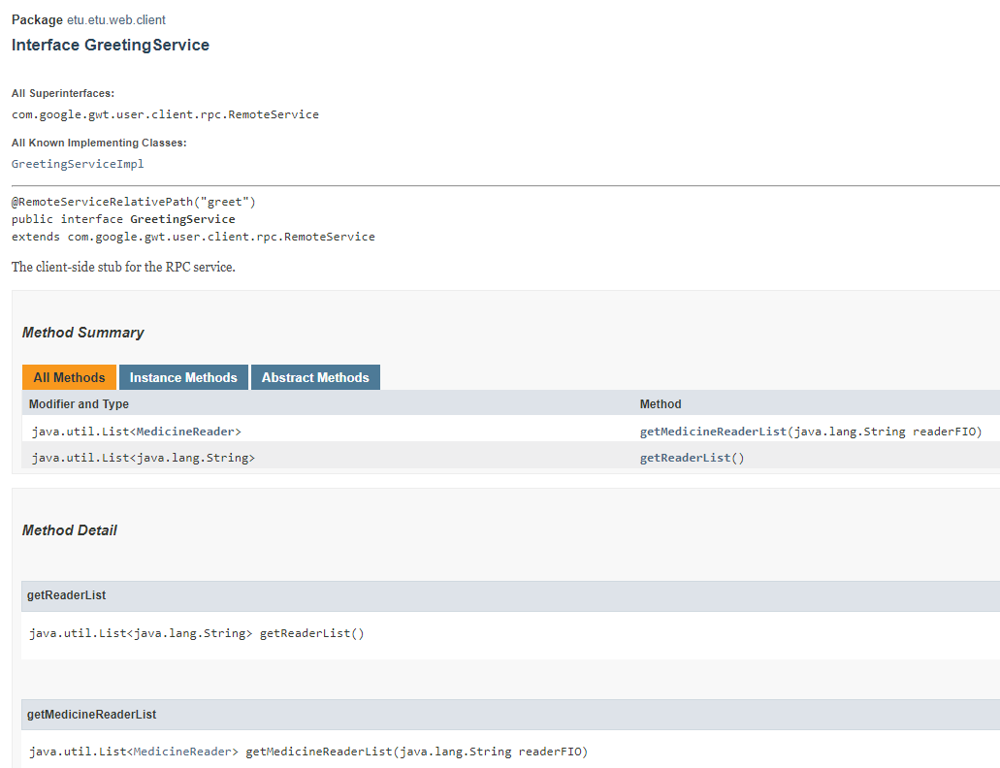 Package etu.etu.web.client
Interface GreetingService
All Superinterfaces:
com.google.gwt.user.client.rpc.RemoteService
All Known Implementing Classes:
GreetingServiceImpl
@RemoteServiceRelativePath("greet")
public interface GreetingService
extends com.google.gwt.user.client.rpc.RemoteService
The client-side stub for the RPC service.
Method Summary
All Methods Instance Methods Abstract Methods
Modifier and Type Method
java.util.List<MedicineReader> getMedicineReaderList(java.lang.String readerFIO)
java.util.List<java.lang.String> getReaderList()
Method Detail
getReaderList
java.util.List<java.lang.String> getReaderList()
getMedicineReaderList
java.util.List<MedicineReader> getMedicineReaderList(java.lang.String readerFIO)